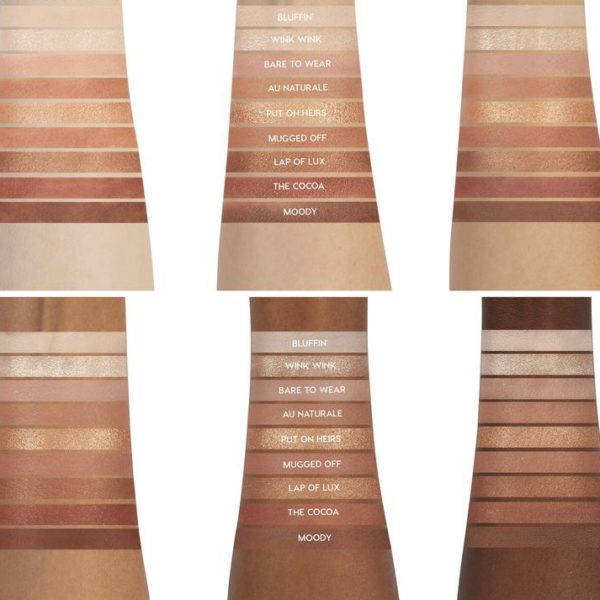 BLUFFIN'
WINK WINK
BARE TO WEAR
AU NATURALE
PUT ON HEIRS
MUGGED OFF
LAP OF LUX
THE COCOA
MOODY
BLUFFIN'
WINK WINK
BARE TO WEAR
AU NATURALE
PUT ON HEIRS
MUGGED OFF
LAP OF LUX
THE COCOA
MOODY